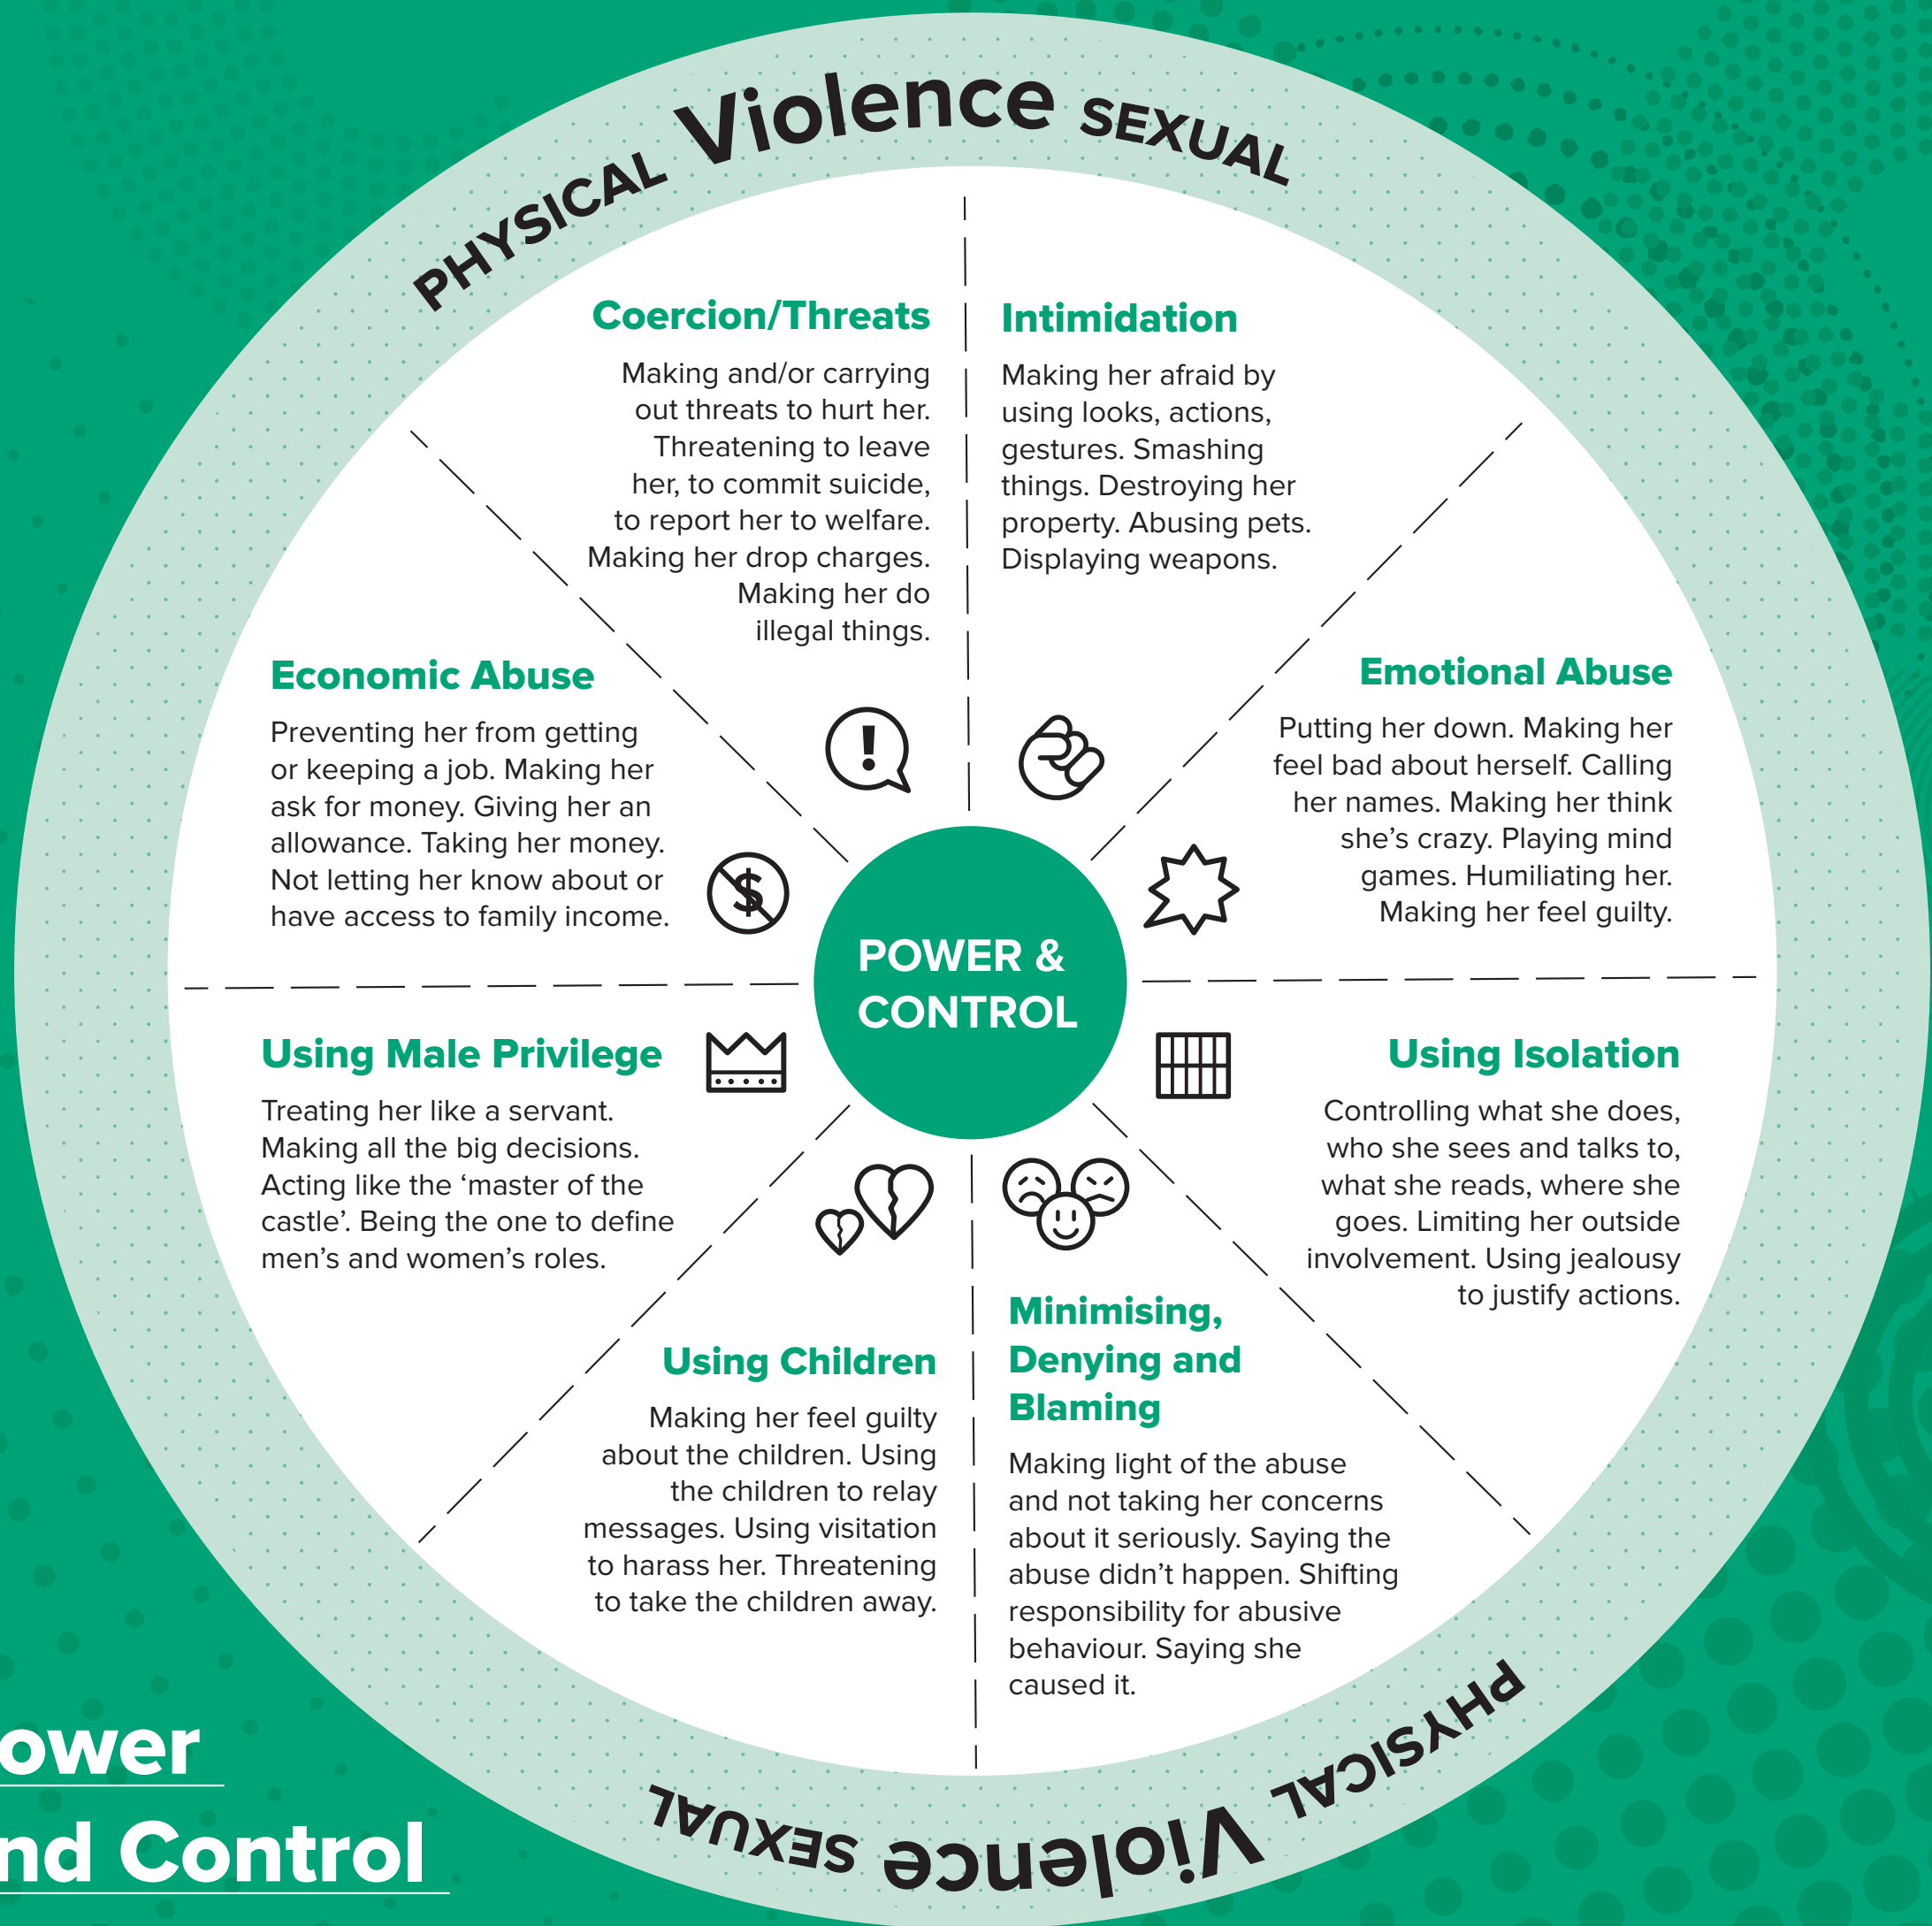 PHYSICAL Violence SEXUAL
Coercion/Threats
Making and/or carrying
out threats to hurt her.
Threatening to leave
her, to commit suicide,
to report her to welfare.
Making her drop charges.
Making her do
illegal things.
Intimidation
Making her afraid by
using looks, actions,
gestures. Smashing
things. Destroying her
property. Abusing pets.
Displaying weapons.
Economic Abuse
Preventing her from getting
or keeping a job. Making her
ask for money. Giving her an
allowance. Taking her money.
Not letting her know about or
have access to family income.
Emotional Abuse
Putting her down. Making her
feel bad about herself. Calling
her names. Making her think
she’s crazy. Playing mind
games. Humiliating her.
Making her feel guilty.
!
$
POWER &
CONTROL
Using Male Privilege
Treating her like a servant.
Making all the big decisions.
Acting like the ‘master of the
castle’. Being the one to define
men’s and women’s roles.
Using Isolation
Controlling what she does,
who she sees and talks to,
what she reads, where she
goes. Limiting her outside
involvement. Using jealousy
to justify actions.
Using Children
Making her feel guilty
about the children. Using
the children to relay
messages. Using visitation
to harass her. Threatening
to take the children away.
Minimising,
Denying and
Blaming
Making light of the abuse
and not taking her concerns
about it seriously. Saying the
abuse didn’t happen. Shifting
responsibility for abusive
behaviour. Saying she
caused it.
PHYSICAL Violence SEXUAL
ower
nd Control